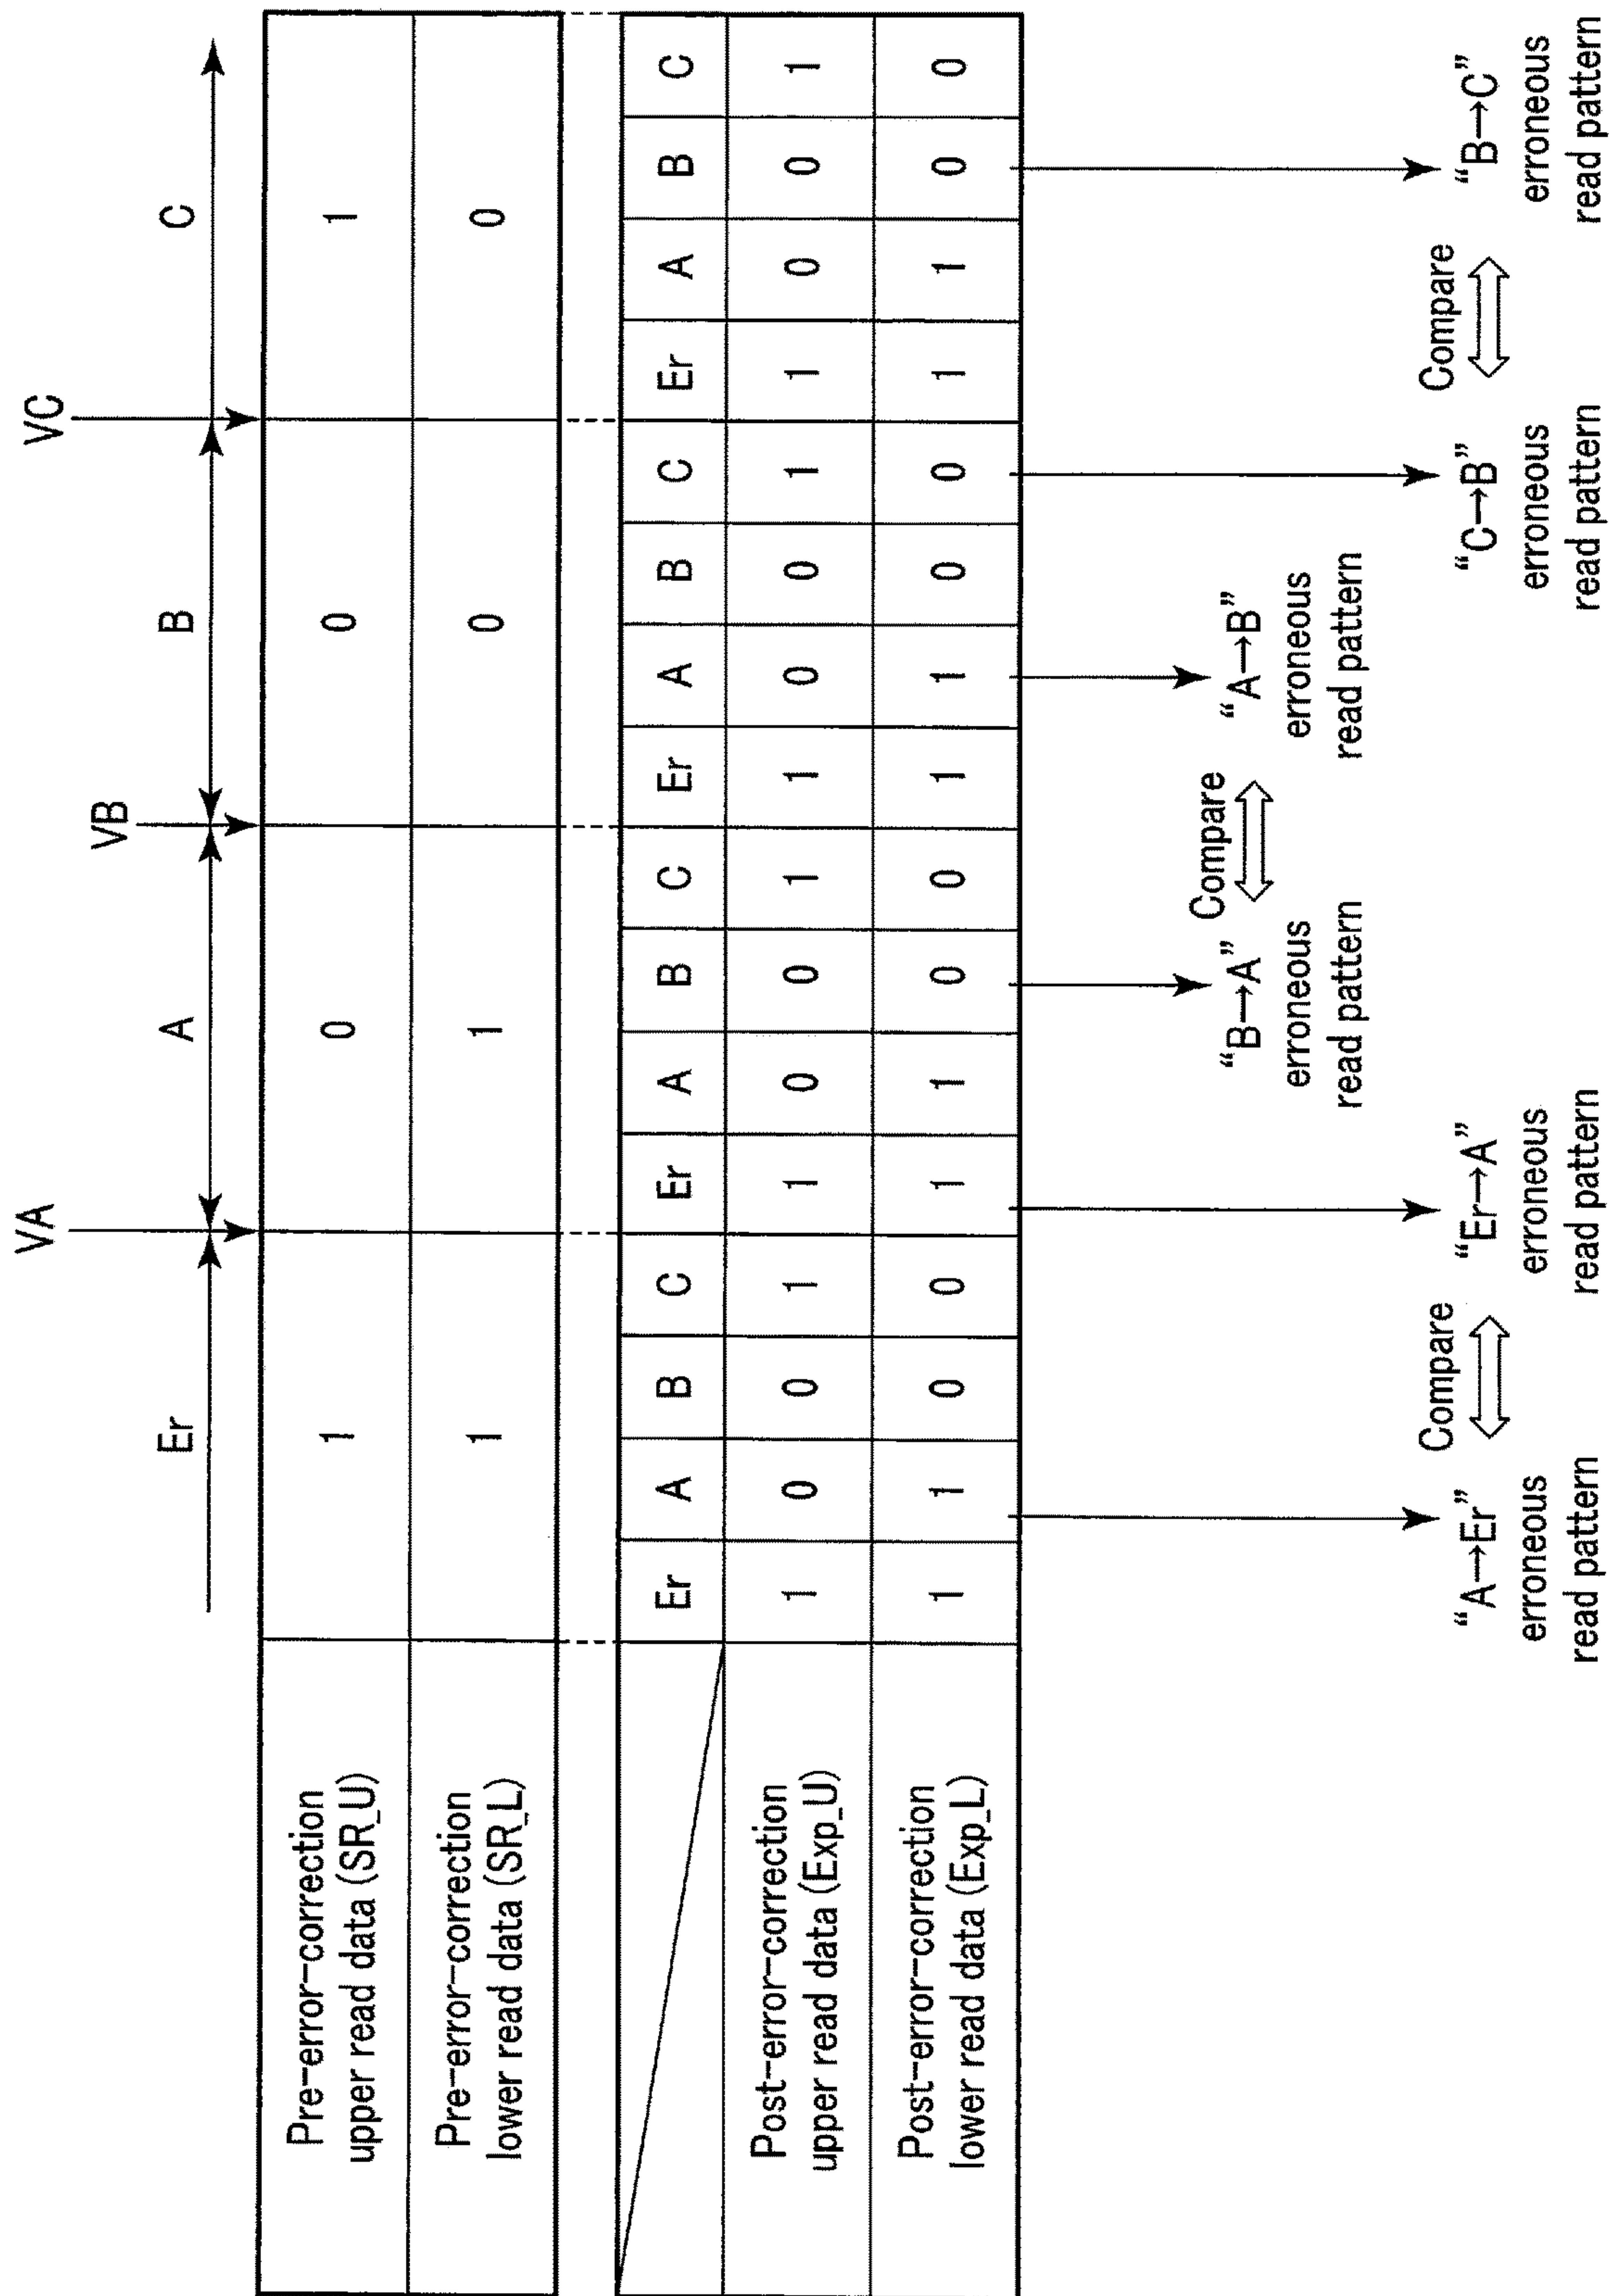 VA VB VC
Er A B C
Pre-error-correction
upper read data (SR_U)
1 0 0 1
Pre-error-correction
lower read data (SR_L)
1 1 0 0
Er A B C Er A B C Er A B C Er A B C
Post-error-correction
upper read data (Exp_U)
1 0 0 1 1 0 0 1 1 0 0 1 1 0 0 1
Post-error-correction
lower read data (Exp_L)
1 1 0 0 1 1 0 0 1 1 0 0 1 1 0 0
“B→A”
erroneous
read pattern
Compare
“A→B”
erroneous
read pattern
“A→Er”
erroneous
read pattern
Compare
“Er→A”
erroneous
read pattern
“C→B”
erroneous
read pattern
Compare
“B→C”
erroneous
read pattern